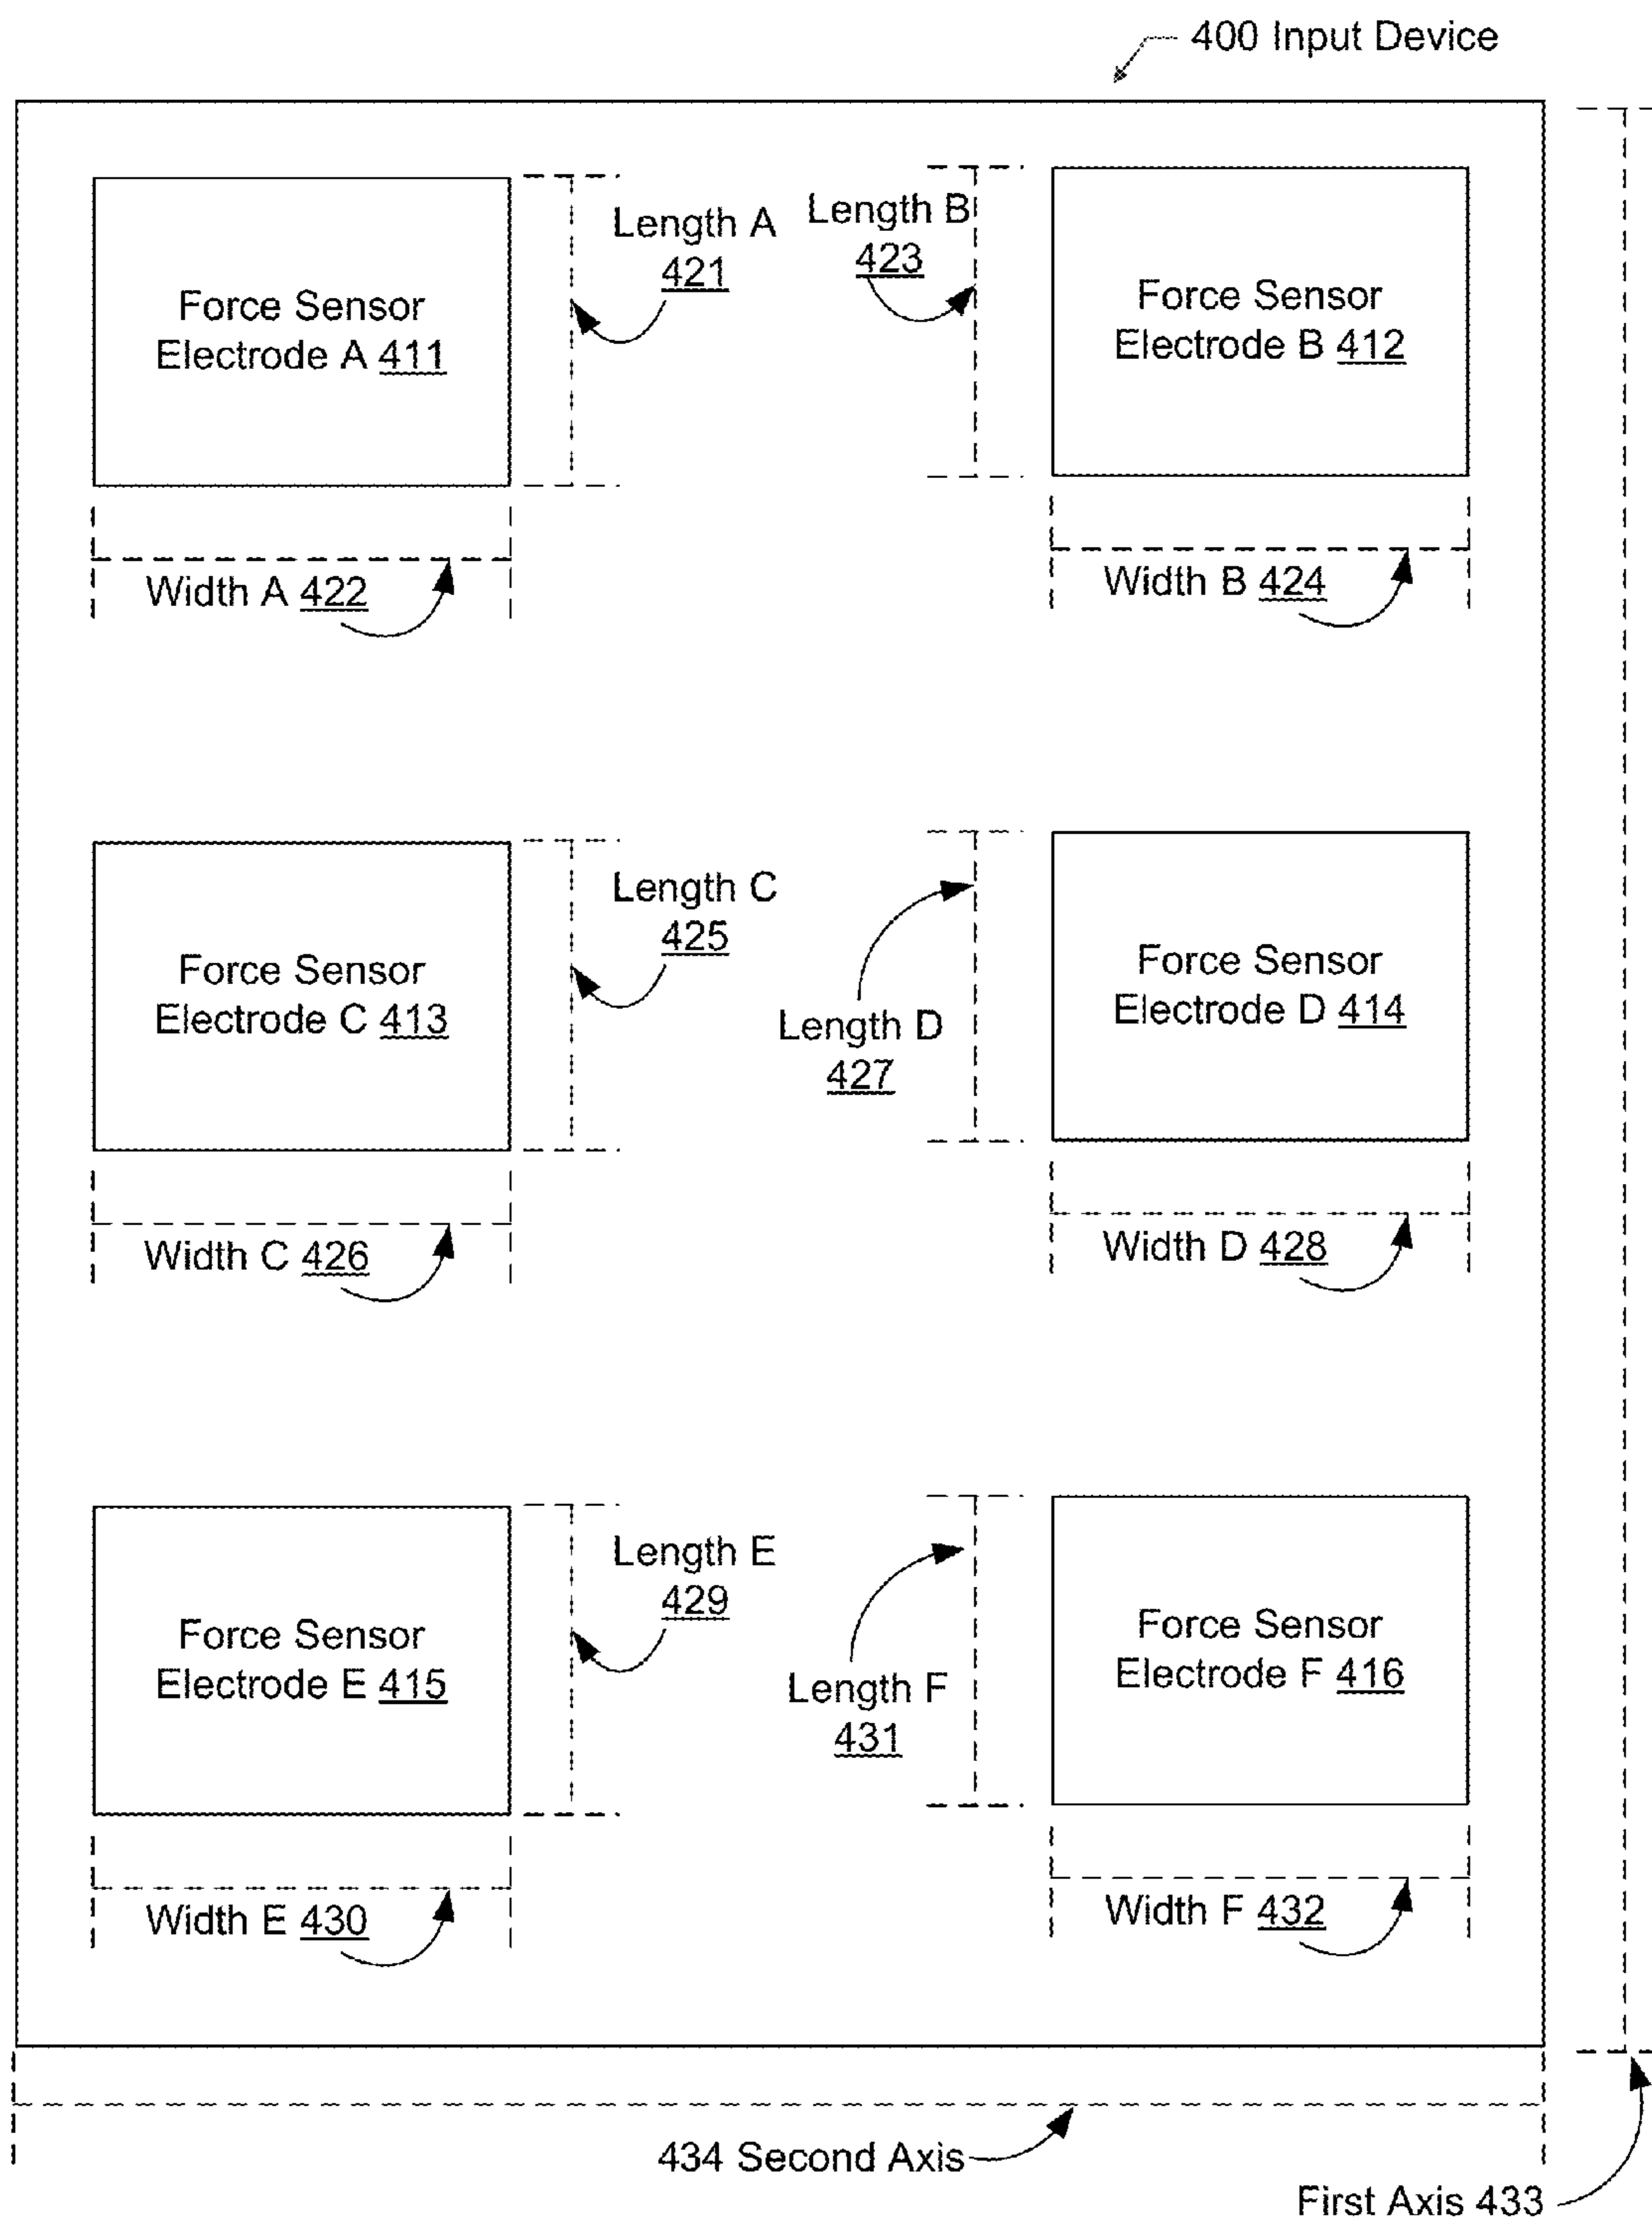 400 Input Device
Length A
421
Length B
423
Force Sensor
Electrode A 411
Force Sensor
Electrode B 412
Width A 422
Width B 424
Length C
425
Force Sensor
Electrode C 413
Length D
427
Force Sensor
Electrode D 414
Width C 426
Width D 428
Length E
429
Force Sensor
Electrode E 415
Length F
431
Force Sensor
Electrode F 416
Width E 430
Width F 432
434 Second Axis
First Axis 433